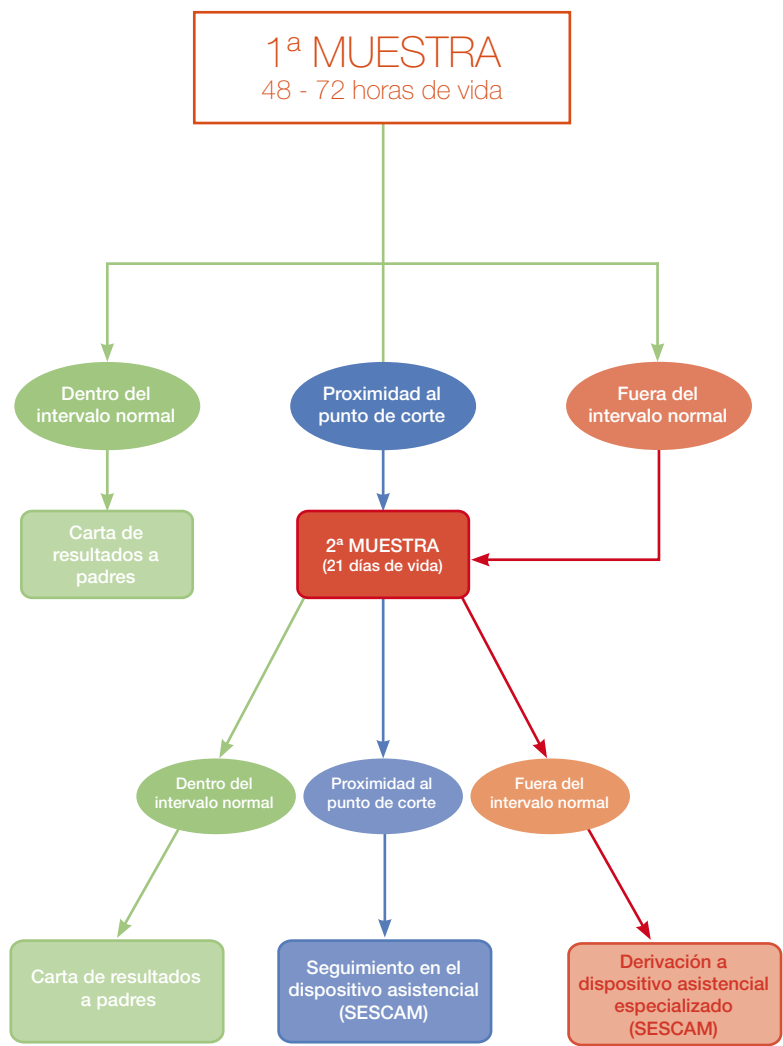 1ª MUESTRA
48 - 72 horas de vida
Dentro del
intervalo normal
Proximidad al
punto de corte
Fuera del
intervalo normal
Carta de
resultados a
padres
2ª MUESTRA
(21 días de vida)
Dentro del
intervalo normal
Proximidad al
punto de corte
Fuera del
intervalo normal
Carta de resultados
a padres
Seguimiento en el
dispositivo asistencial
(SESCAM)
Derivación a
dispositivo asistencial
especializado
(SESCAM)